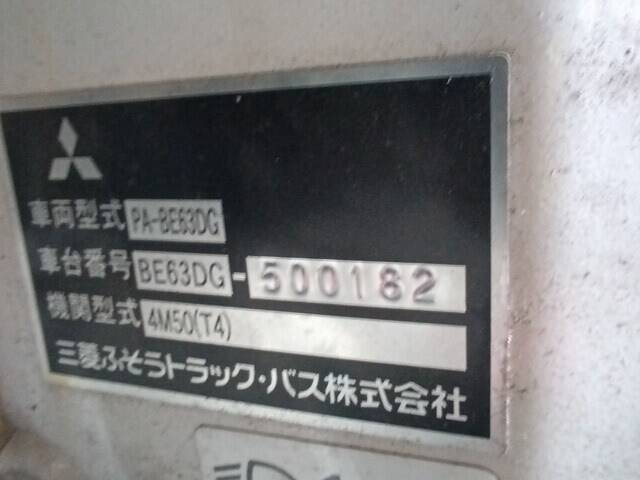 車両型式 PA-BE63DG
車台番号 BE63DG-500182
機関型式 4M50(T4)
三菱ふそうトラック・バス株式会社